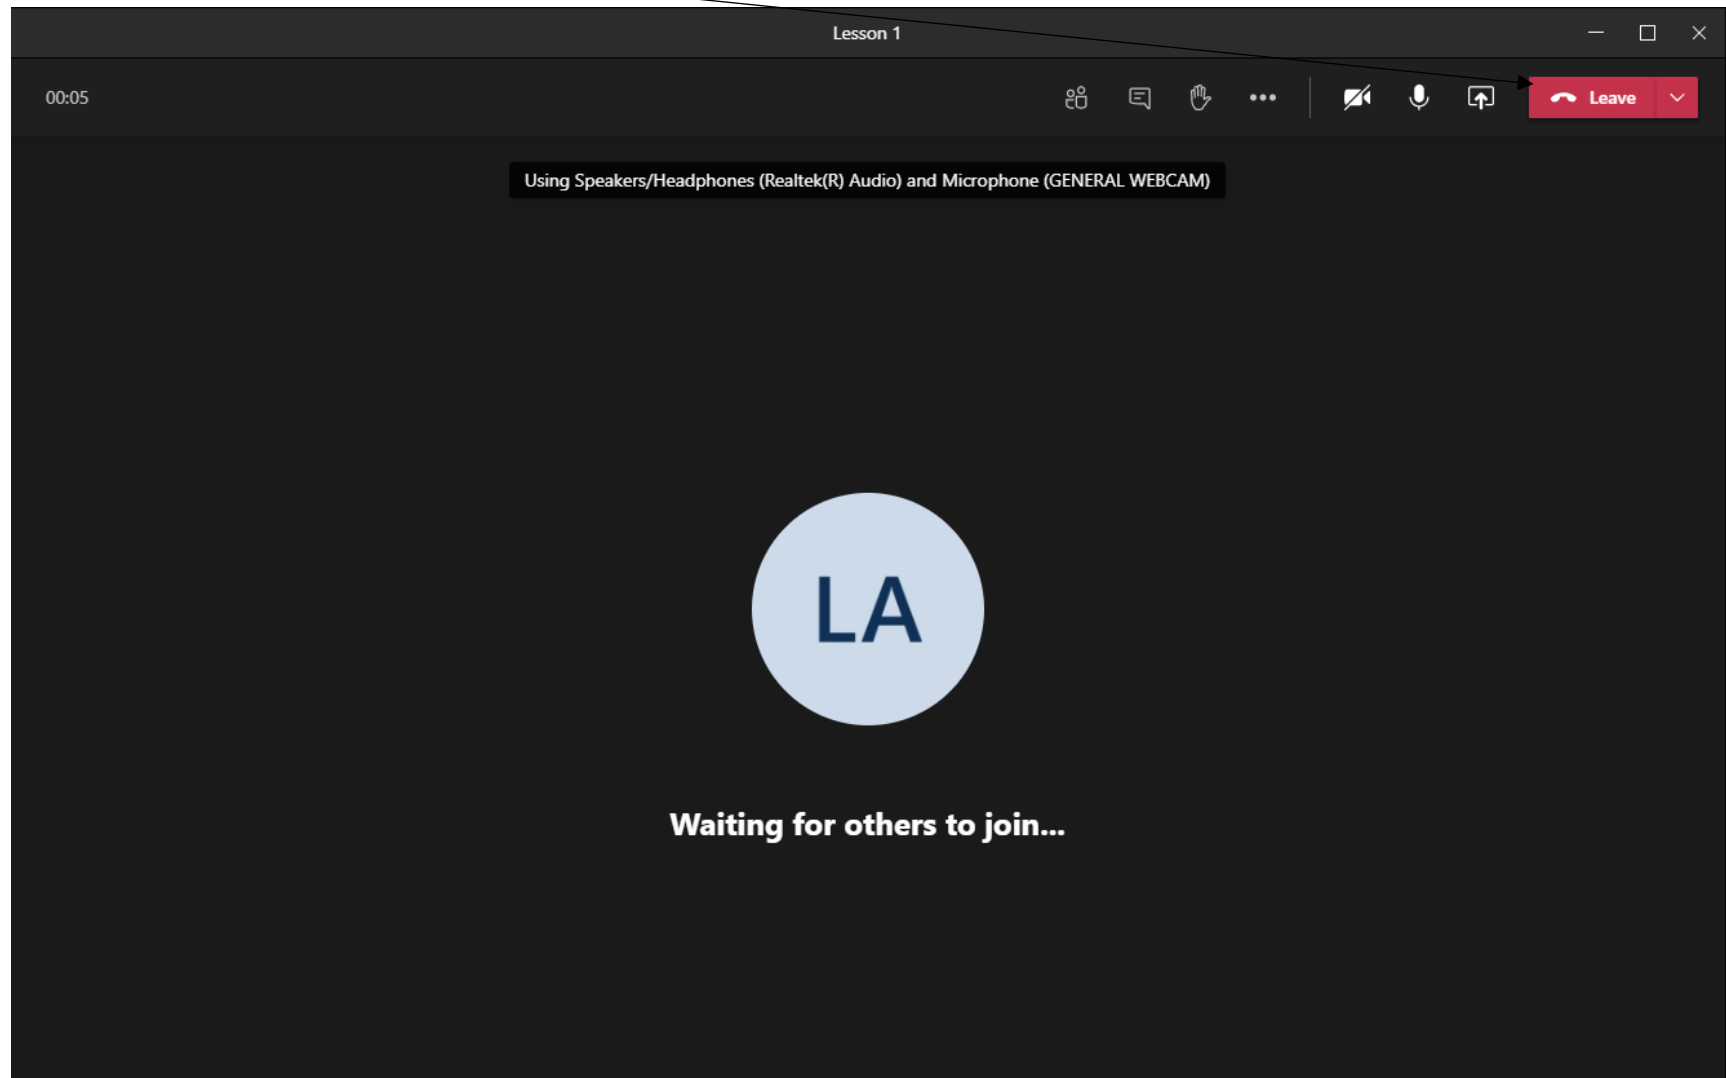 Lesson 1
00:05
Leave
Using Speakers/Headphones (Realtek(R) Audio) and Microphone (GENERAL WEBCAM)
LA
Waiting for others to join...